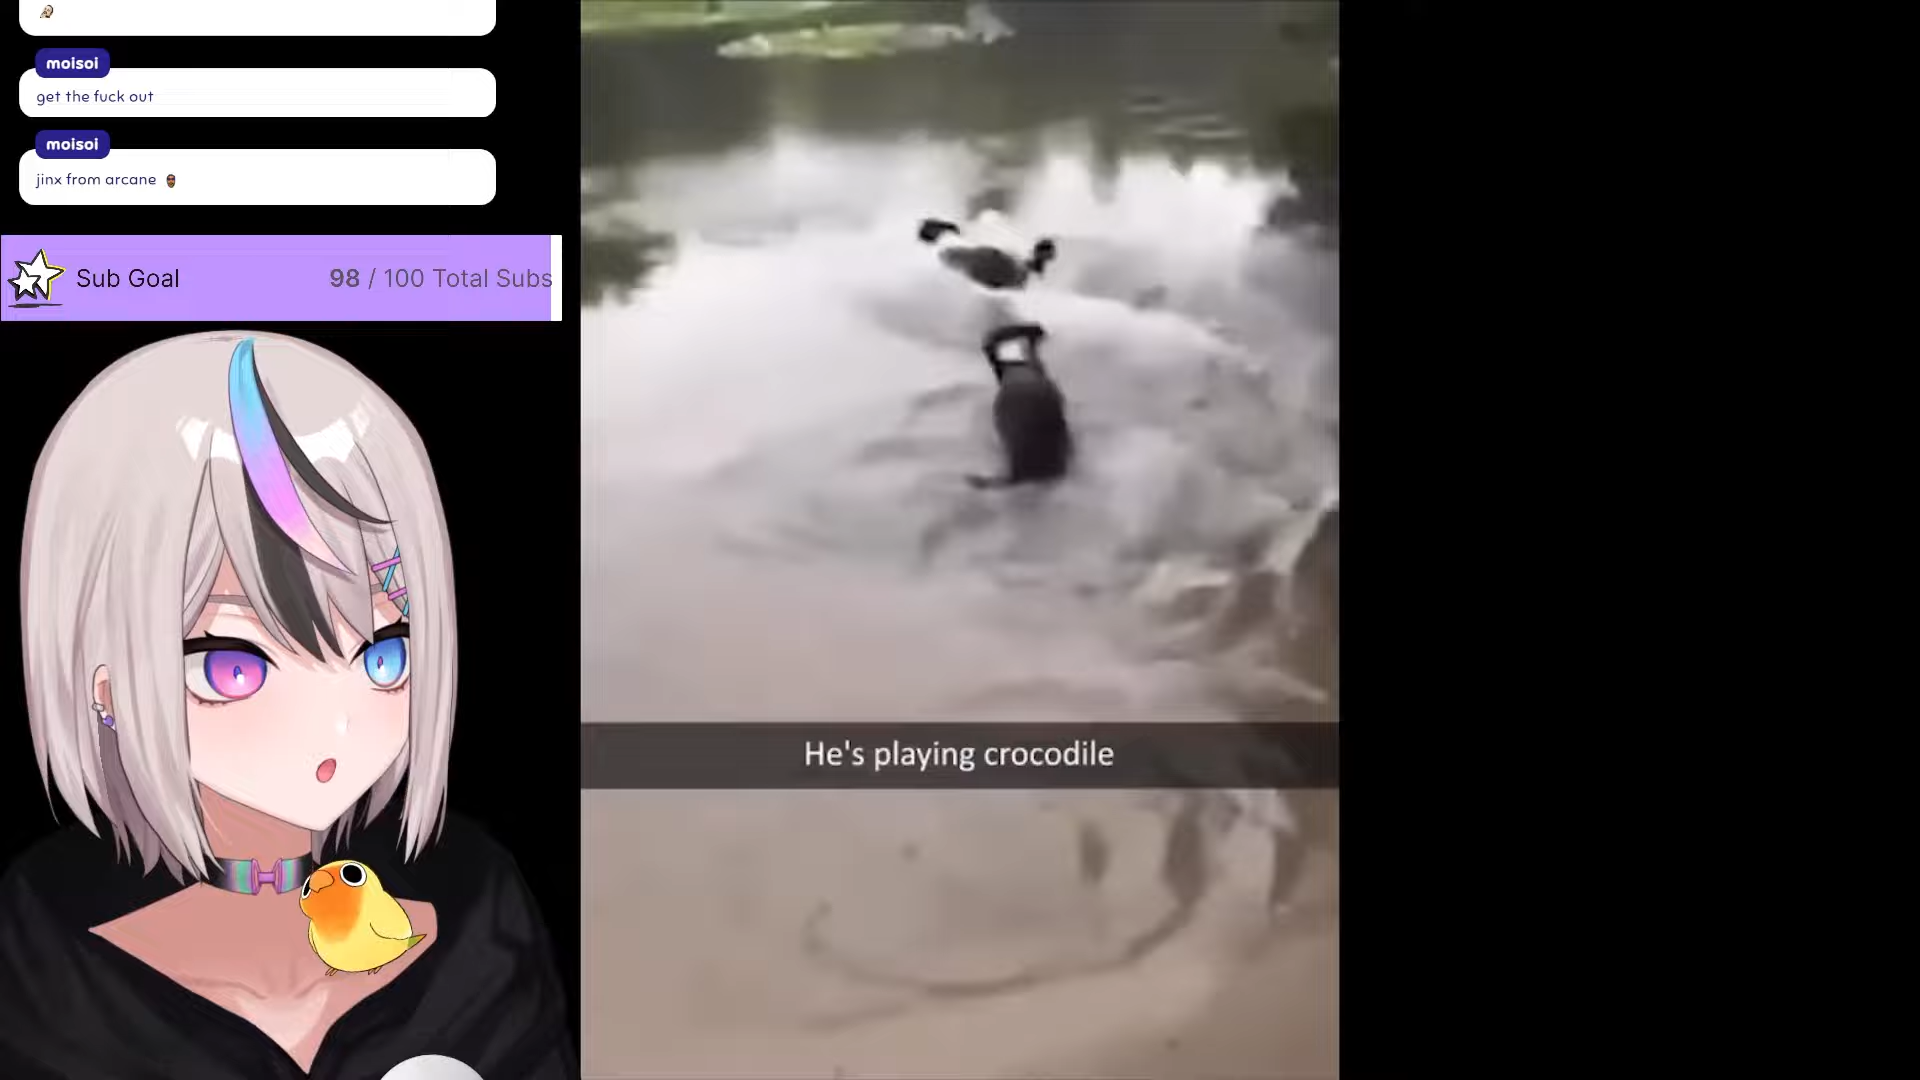 moisoi
get the fuck out
moisoi
jinx from arcane
Sub Goal 98 / 100 Total Subs
He's playing crocodile